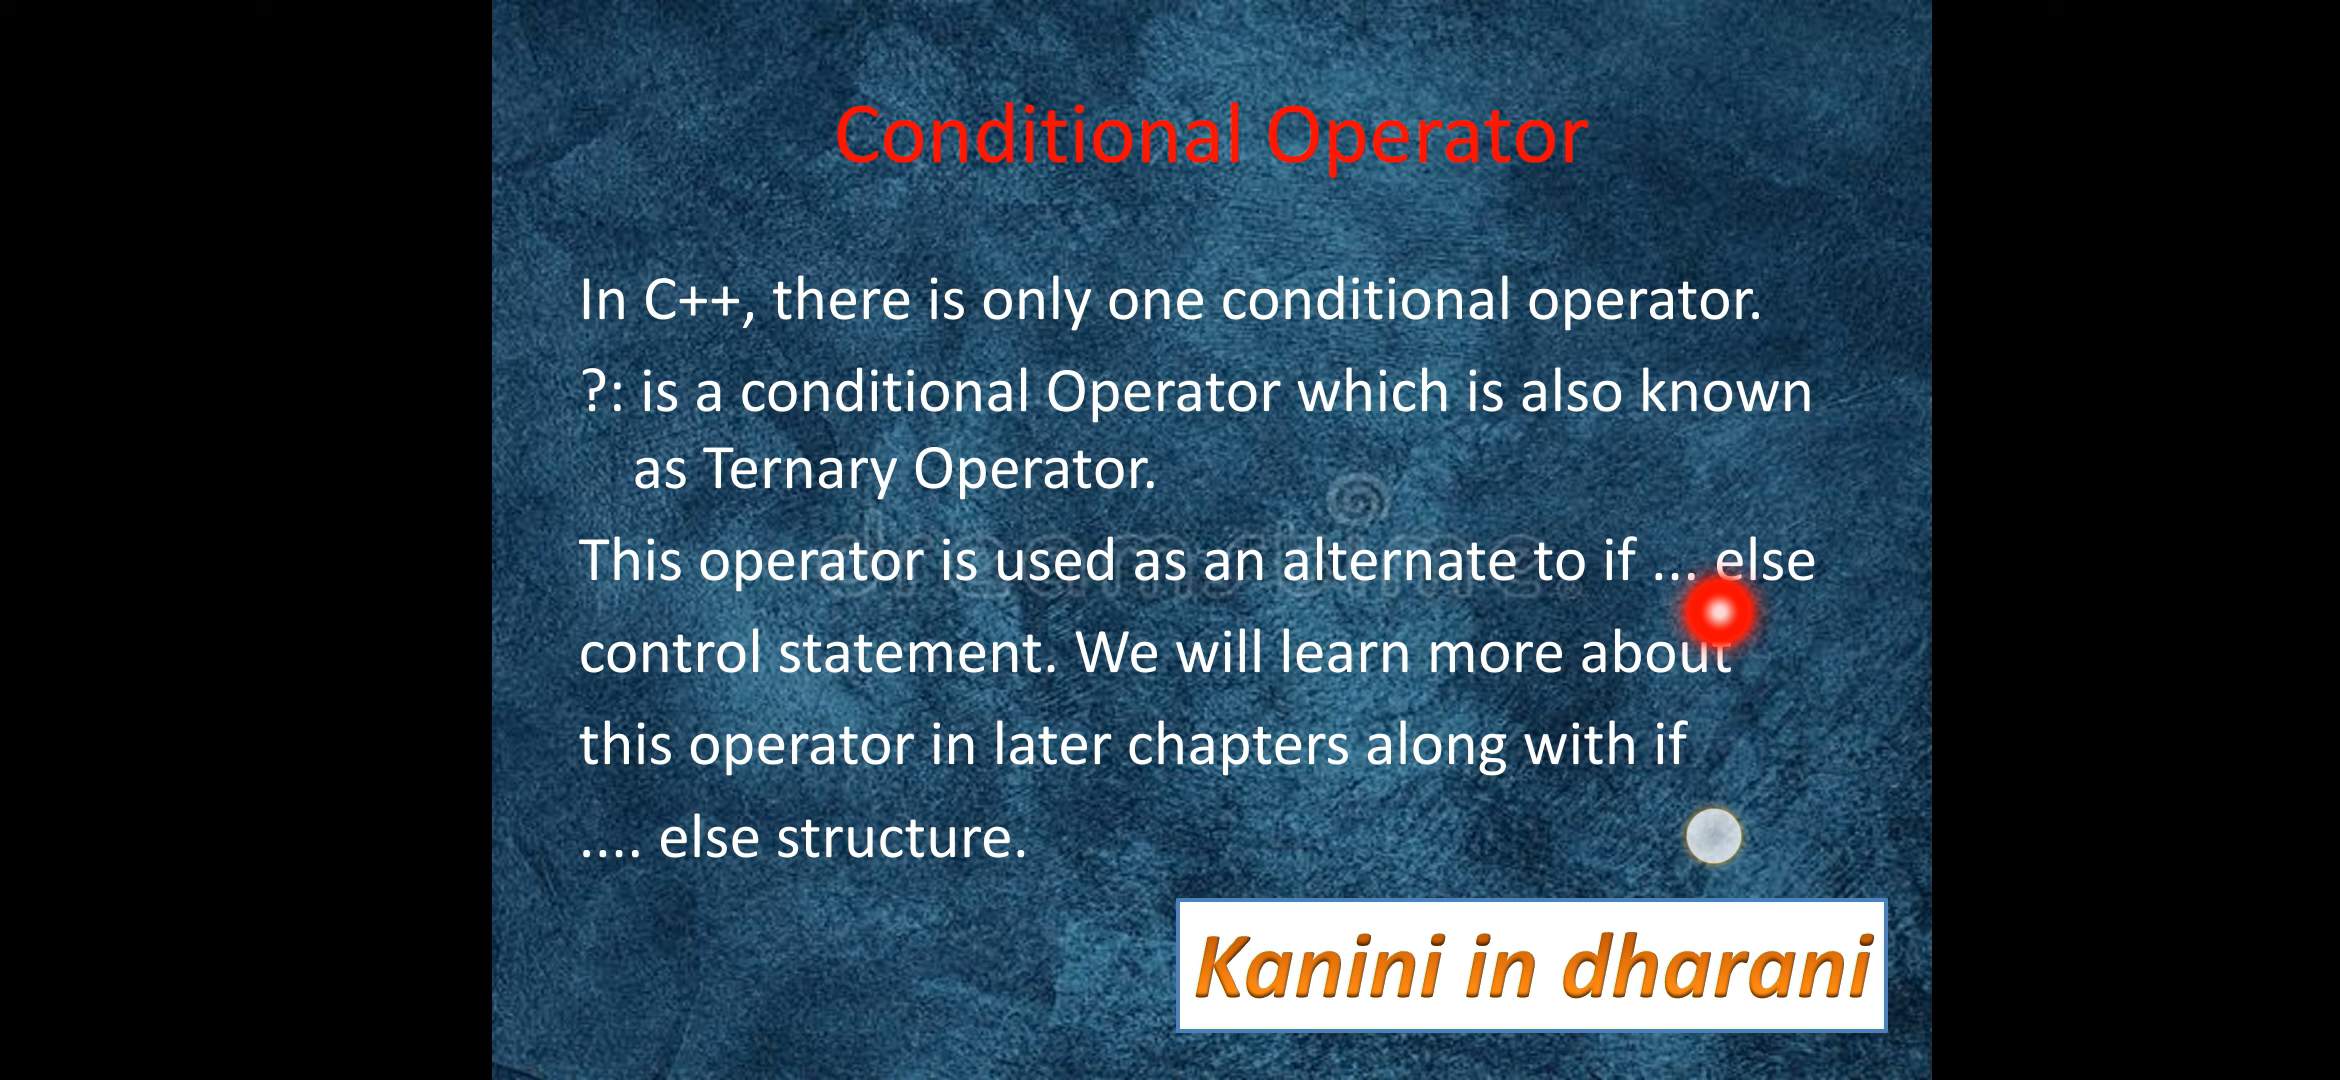 Conditional Operator
In C++, there is only one conditional operator.
?: is a conditional Operator which is also known
as Ternary Operator.
dreamstime.
This operator is used as an alternate to if ... else
control statement. We will learn more about
this operator in later chapters along with if
.... else structure.
Kanini in dharani